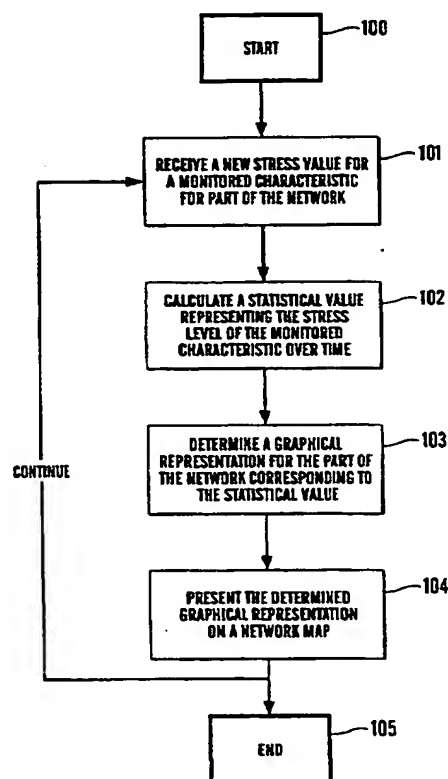 START
100
RECEIVE A NEW STRESS VALUE FOR
A MONITORED CHARACTERISTIC
FOR PART OF THE NETWORK
101
CALCULATE A STATISTICAL VALUE
REPRESENTING THE STRESS
LEVEL OF THE MONITORED
CHARACTERISTIC OVER TIME
102
DETERMINE A GRAPHICAL
REPRESENTATION FOR THE PART OF
THE NETWORK CORRESPONDING TO
THE STATISTICAL VALUE
103
CONTINUE
PRESENT THE DETERMINED
GRAPHICAL REPRESENTATION
ON A NETWORK MAP
104
END
105